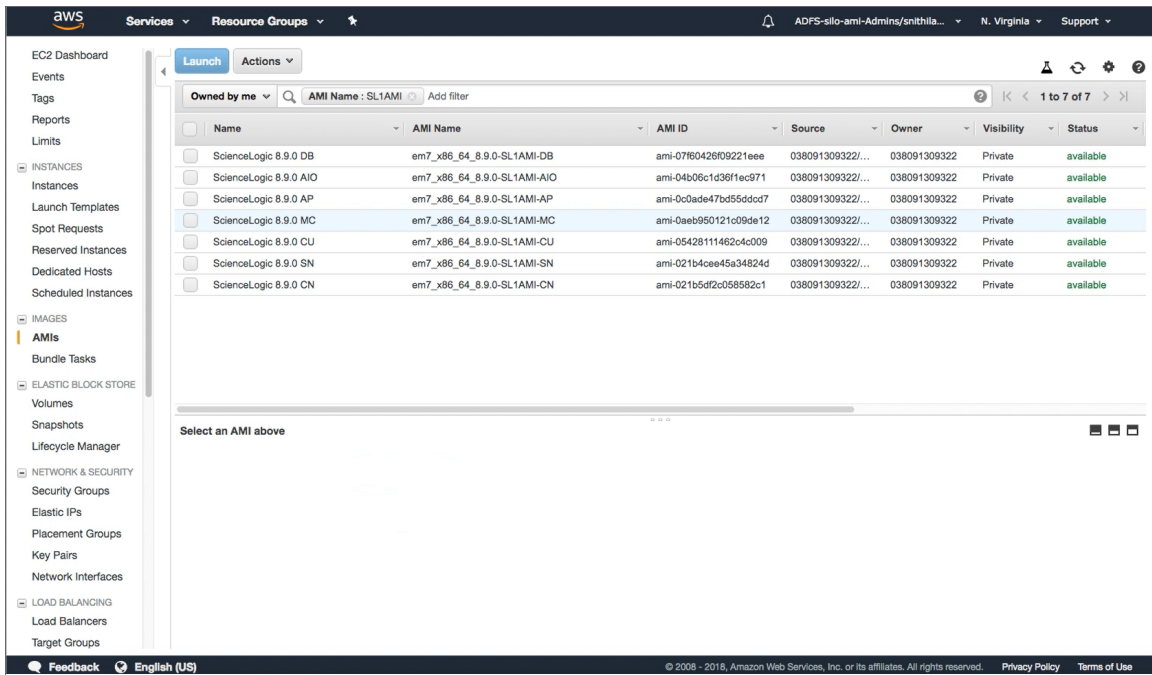 aws Services Resource Groups ADFS-silo-ami-Admins/snithila... N. Virginia Support
EC2 Dashboard
Events
Tags
Reports
Limits
INSTANCES
Instances
Launch Templates
Spot Requests
Reserved Instances
Dedicated Hosts
Scheduled Instances
IMAGES
AMIs
Bundle Tasks
ELASTIC BLOCK STORE
Volumes
Snapshots
Lifecycle Manager
NETWORK & SECURITY
Security Groups
Elastic IPs
Placement Groups
Key Pairs
Network Interfaces
LOAD BALANCING
Load Balancers
Target Groups
Launch Actions
Owned by me AMI Name : SL1AMI Add filter 1 to 7 of 7
Name AMI Name AMI ID Source Owner Visibility Status
ScienceLogic 8.9.0 DB em7_x86_64_8.9.0-SL1AMI-DB ami-07f60426f09221eee 038091309322/... 038091309322 Private available
ScienceLogic 8.9.0 AIO em7_x86_64_8.9.0-SL1AMI-AIO ami-04b06c1d36f1ec971 038091309322/... 038091309322 Private available
ScienceLogic 8.9.0 AP em7_x86_64_8.9.0-SL1AMI-AP ami-0c0ade47bd55ddcd7 038091309322/... 038091309322 Private available
ScienceLogic 8.9.0 MC em7_x86_64_8.9.0-SL1AMI-MC ami-0aeb950121c09de12 038091309322/... 038091309322 Private available
ScienceLogic 8.9.0 CU em7_x86_64_8.9.0-SL1AMI-CU ami-05428111462c4c009 038091309322/... 038091309322 Private available
ScienceLogic 8.9.0 SN em7_x86_64_8.9.0-SL1AMI-SN ami-021b4cee45a34824d 038091309322/... 038091309322 Private available
ScienceLogic 8.9.0 CN em7_x86_64_8.9.0-SL1AMI-CN ami-021b5df2c058582c1 038091309322/... 038091309322 Private available
Select an AMI above
Feedback English (US) © 2008 - 2018, Amazon Web Services, Inc. or its affiliates. All rights reserved. Privacy Policy Terms of Use